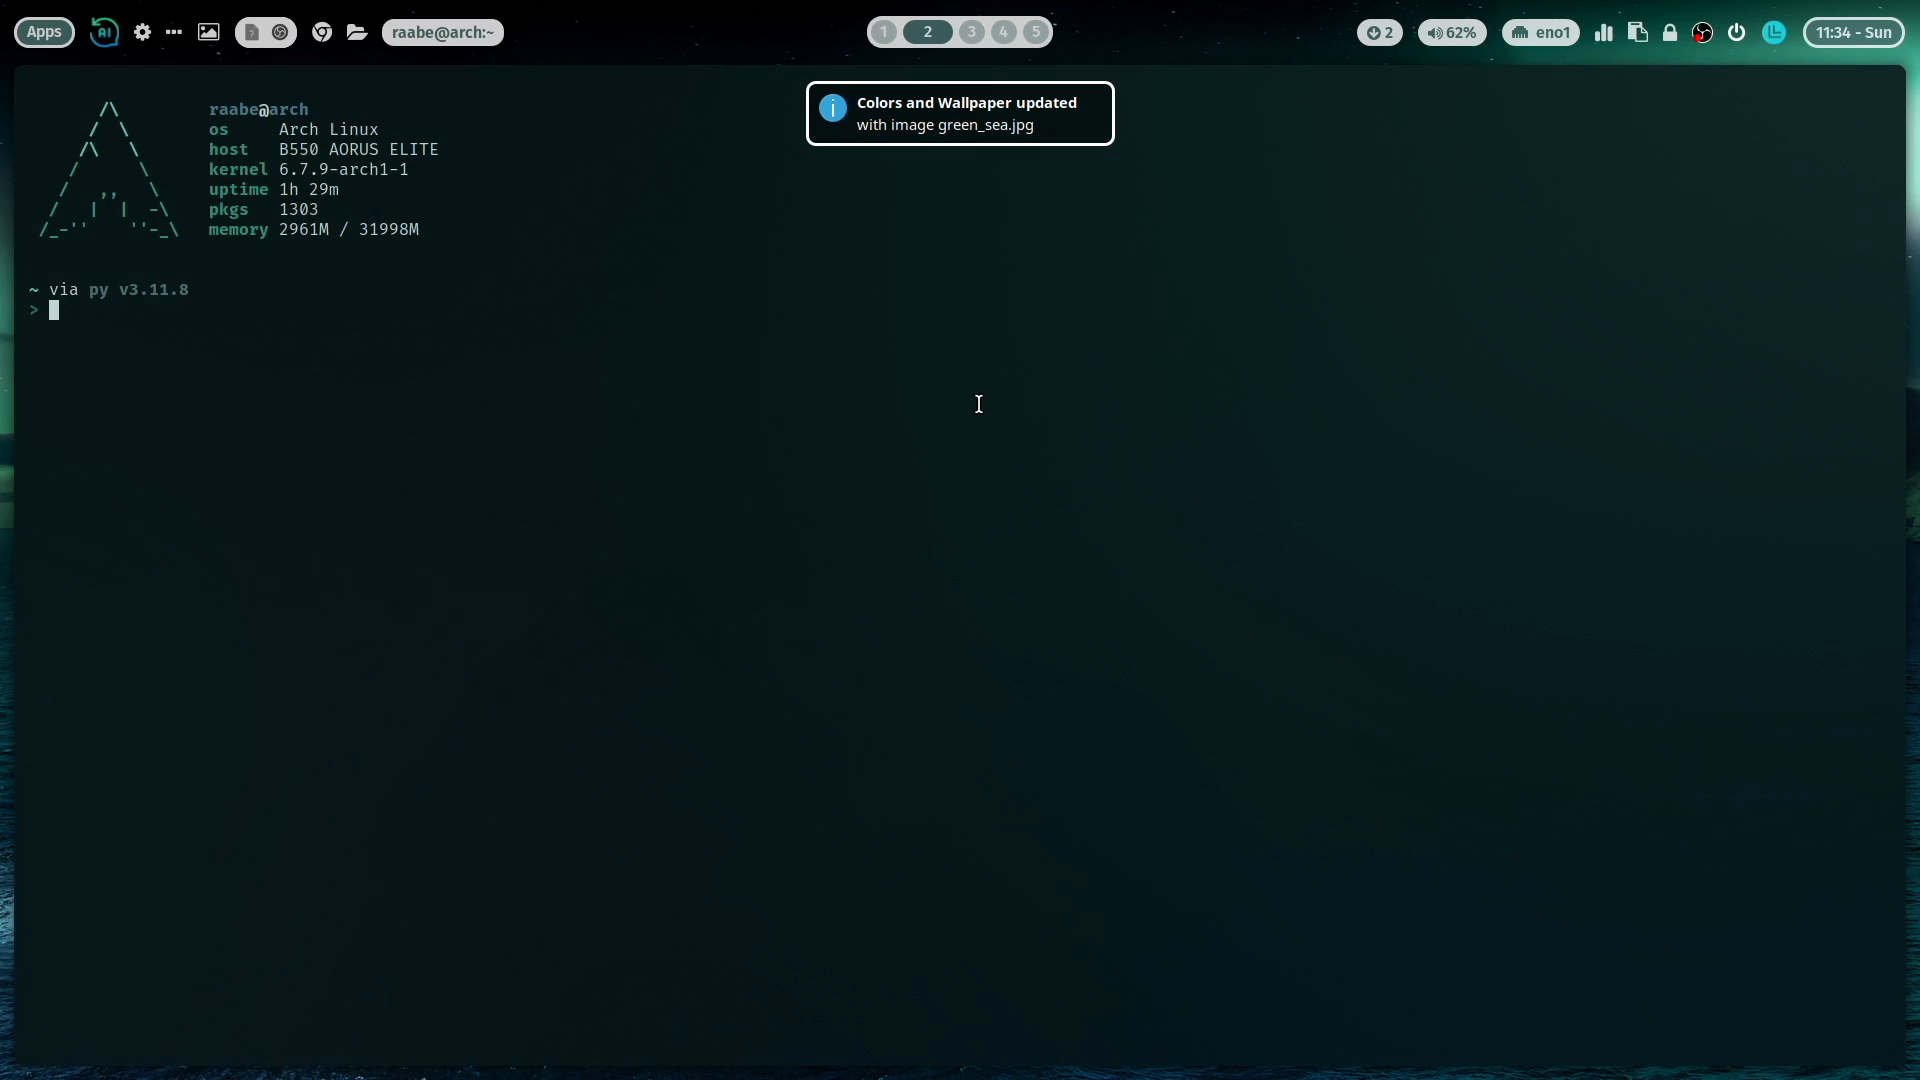 Apps
AI
raabe@arch:~
1 2 3 4 5
2
62%
eno1
11:34 - Sun
Colors and Wallpaper updated
with image green_sea.jpg
raabe@arch
os Arch Linux
host B550 AORUS ELITE
kernel 6.7.9-arch1-1
uptime 1h 29m
pkgs 1303
memory 2961M / 31998M
~ via py v3.11.8
>